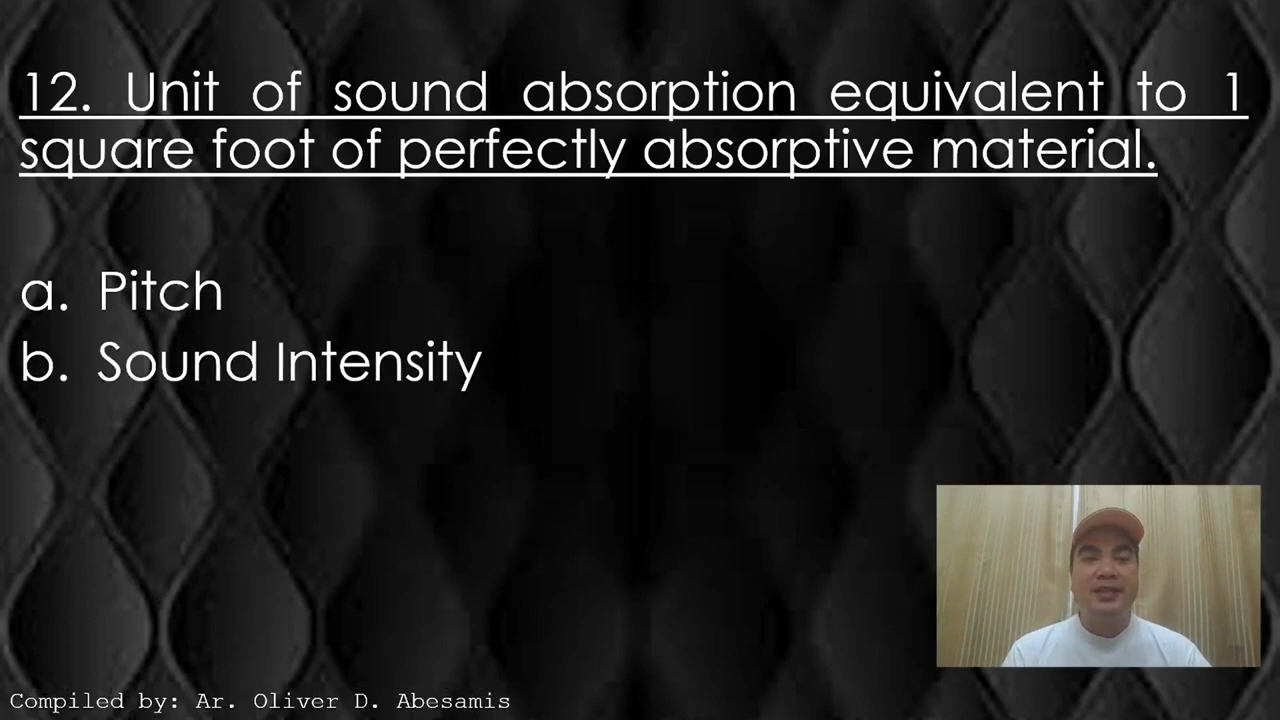 12. Unit of sound absorption equivalent to 1
square foot of perfectly absorptive material.
a. Pitch
b. Sound Intensity
Compiled by: Ar. Oliver D. Abesamis